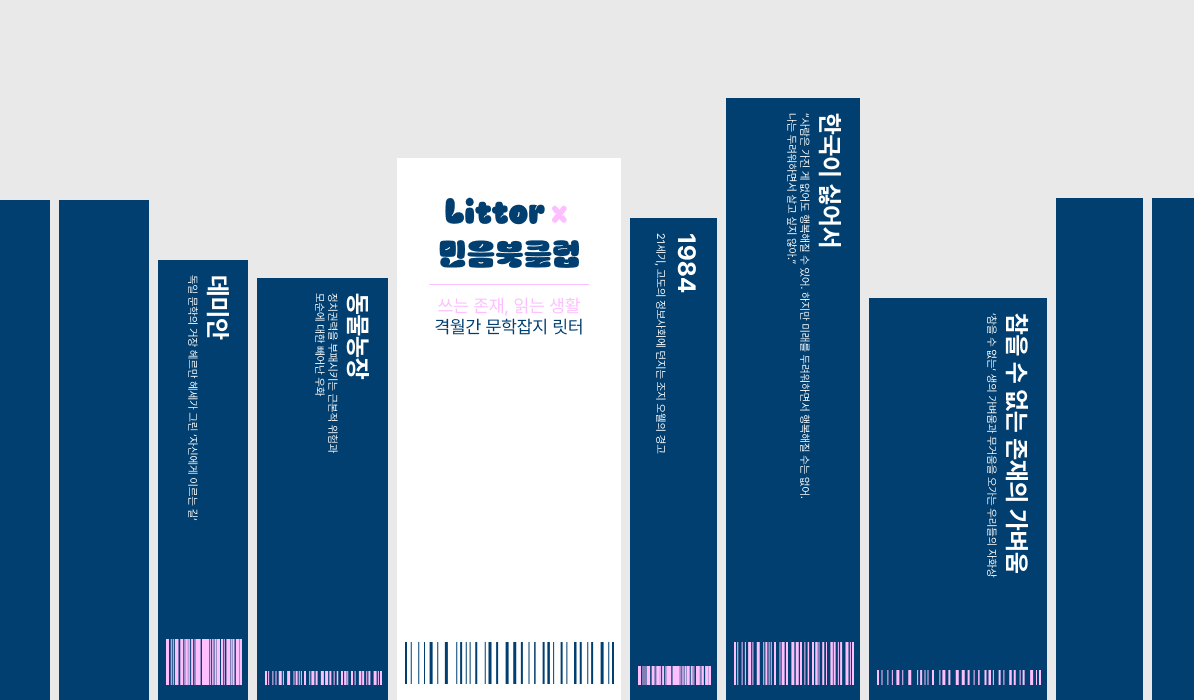 데미안
독일 문학의 거장 헤르만 헤세가 그린 '자신에게 이르는 길'
동물농장
정치권력을 부패시키는 근본적 위험과
모순에 대한 빼어난 우화
Littor x
민음북클럽
쓰는 존재, 읽는 생활
격월간 문학잡지 릿터
1984
21세기, 고도의 정보사회에 던지는 조지 오웰의 경고
한국이 싫어서
"사람은 가진 게 없어도 행복해질 수 있어. 하지만 미래를 두려워하면서 행복해질 수는 없어.
나는 두려워하면서 살고 싶지 않아."
참을 수 없는 존재의 가벼움
'참을 수 없는' 생의 가벼움과 무거움을 오가는 우리들의 자화상